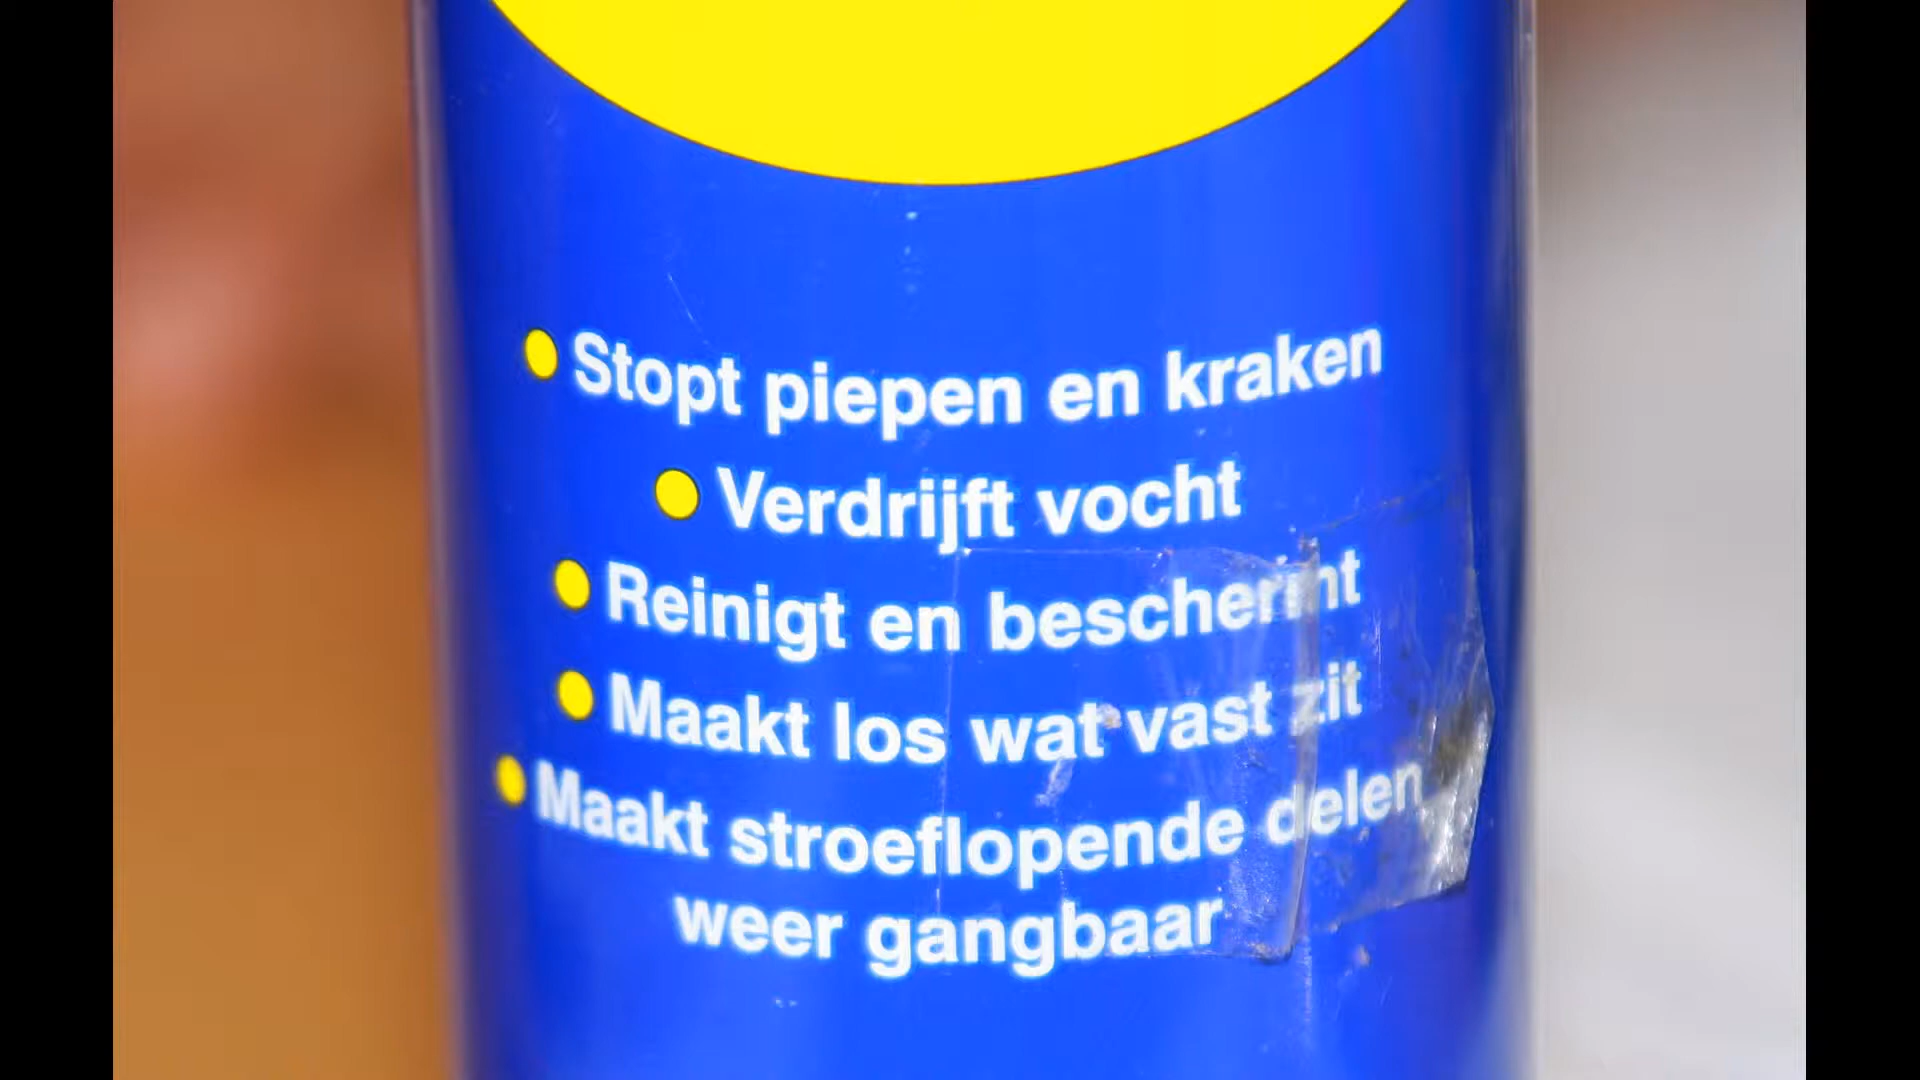 Stopt piepen en kraken
Verdrijft vocht
Reinigt en beschermt
Maakt los wat vast zit
Maakt stroeflopende delen
weer gangbaar